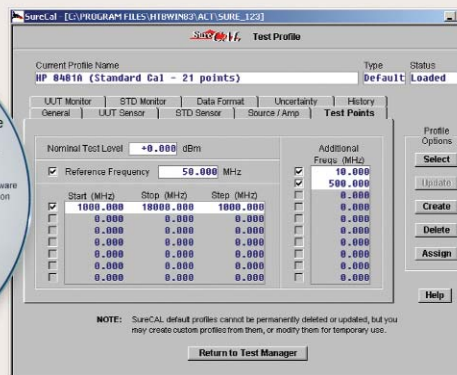 SureCal - [C:\PROGRAM FILES\HTBWIN83\ACT\SURE_123]
SureCAL Test Profile
Current Profile Name
Type
Status
HP 8481A (Standard Cal - 21 points)
Default
Loaded
UUT Monitor
STD Monitor
Data Format
Uncertainty
History
General
UUT Sensor
STD Sensor
Source / Amp
Test Points
Nominal Test Level +0.000 dBm
Reference Frequency 50.000 MHz
Start (MHz) Stop (MHz) Step (MHz)
1000.000 18000.000 1000.000
0.000 0.000 0.000
0.000 0.000 0.000
0.000 0.000 0.000
0.000 0.000 0.000
0.000 0.000 0.000
0.000 0.000 0.000
Additional
Freqs (MHz)
10.000
500.000
0.000
0.000
0.000
0.000
0.000
0.000
0.000
0.000
Profile
Options
Select
Update
Create
Delete
Assign
Help
NOTE: SureCAL default profiles cannot be permanently deleted or updated, but you
may create custom profiles from them, or modify them for temporary use.
Return to Test Manager